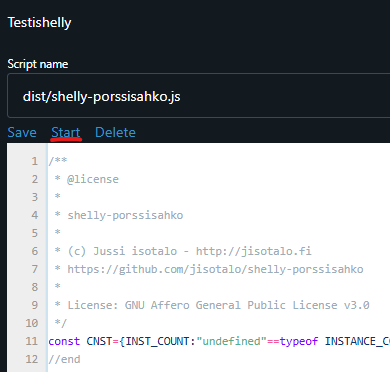 Testishelly
Script name
dist/shelly-porssisahko.js
Save Start Delete
1 /**
2 * @license
3 *
4 * shelly-porssisahko
5 *
6 * (c) Jussi isotalo - http://jisotalo.fi
7 * https://github.com/jisotalo/shelly-porssisahko
8 *
9 * License: GNU Affero General Public License v3.0
10 */
11 const CNST={INST_COUNT:"undefined"==typeof INSTANCE_CO
12 //end